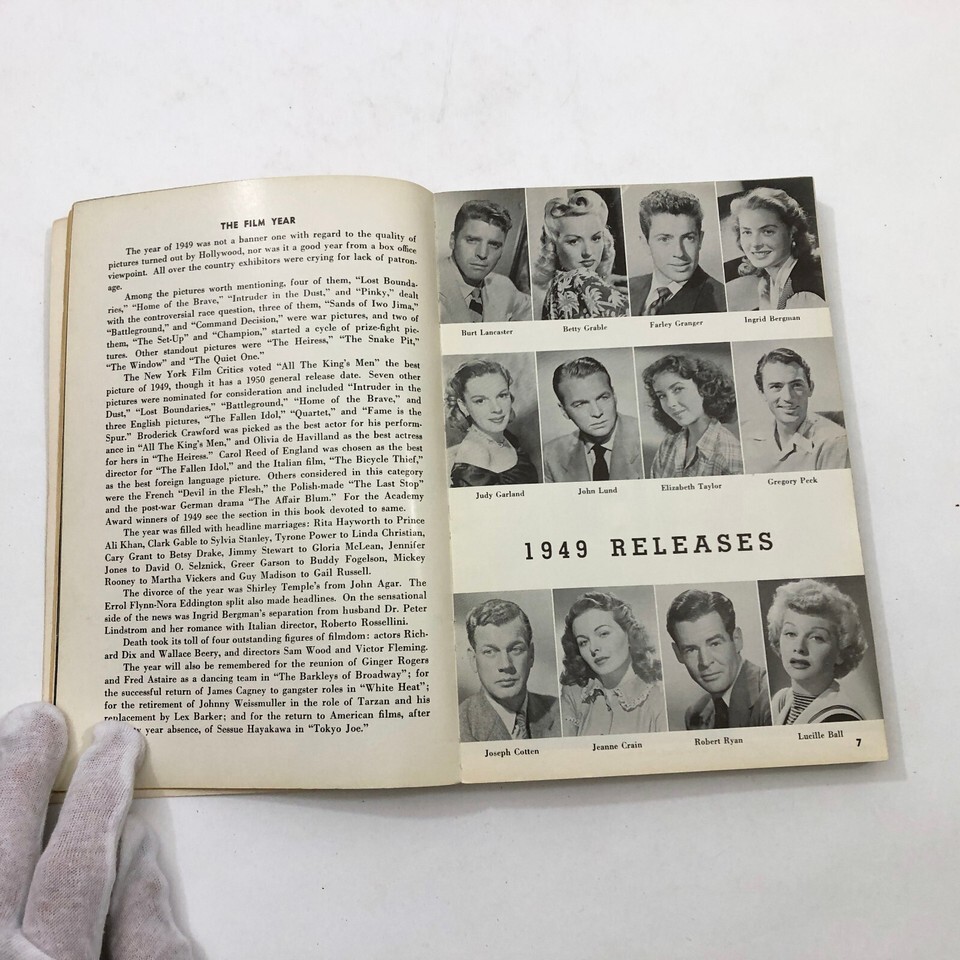 THE FILM YEAR
The year of 1949 was not a banner one with regard to the quality of
pictures turned out by Hollywood, nor was it a good year from a box office
viewpoint. All over the country exhibitors were crying for lack of patron-
age.
Among the pictures worth mentioning, four of them, "Lost Bounda-
ries," "Home of the Brave," "Intruder in the Dust," and "Pinky," dealt
with the controversial race question, three of them, "Sands of Iwo Jima,"
"Battleground," and "Command Decision," were war pictures, and two of
them, "The Set-Up" and "Champion," started a cycle of prize-fight pic-
tures. Other standout pictures were "The Heiress," "The Snake Pit,"
"The Window" and "The Quiet One."
The New York Film Critics voted "All The King's Men" the best
picture of 1949, though it has a 1950 general release date. Seven other
pictures were nominated for consideration and included "Intruder in the
Dust," "Lost Boundaries," "Battleground," "Home of the Brave," and
three English pictures, "The Fallen Idol," "Quartet," and "Fame is the
Spur." Broderick Crawford was picked as the best actor for his perform-
ance in "All The King's Men," and Olivia de Havilland as the best actress
for hers in "The Heiress." Carol Reed of England was chosen as the best
director for "The Fallen Idol," and the Italian film, "The Bicycle Thief,"
as the best foreign language picture. Others considered in this category
were the French "Devil in the Flesh," the Polish-made "The Last Stop"
and the post-war German drama "The Affair Blum." For the Academy
Award winners of 1949 see the section in this book devoted to same.
The year was filled with headline marriages: Rita Hayworth to Prince
Ali Khan, Clark Gable to Sylvia Stanley, Tyrone Power to Linda Christian,
Cary Grant to Betsy Drake, Jimmy Stewart to Gloria McLean, Jennifer
Jones to David O. Selznick, Greer Garson to Buddy Fogelson, Mickey
Rooney to Martha Vickers and Guy Madison to Gail Russell.
The divorce of the year was Shirley Temple's from John Agar. The
Errol Flynn-Nora Eddington split also made headlines. On the sensational
side of the news was Ingrid Bergman's separation from husband Dr. Peter
Lindstrom and her romance with Italian director, Roberto Rossellini.
Death took its toll of four outstanding figures of filmdom: actors Rich-
ard Dix and Wallace Beery, and directors Sam Wood and Victor Fleming.
The year will also be remembered for the reunion of Ginger Rogers
and Fred Astaire as a dancing team in "The Barkleys of Broadway"; for
the successful return of James Cagney to gangster roles in "White Heat";
for the retirement of Johnny Weissmuller in the role of Tarzan and his
replacement by Lex Barker; and for the return to American films, after
year absence, of Sessue Hayakawa in "Tokyo Joe."
Burt Lancaster Betty Grable Farley Granger Ingrid Bergman
Judy Garland John Lund Elizabeth Taylor Gregory Peck
1949 RELEASES
Joseph Cotten Jeanne Crain Robert Ryan Lucille Ball
7